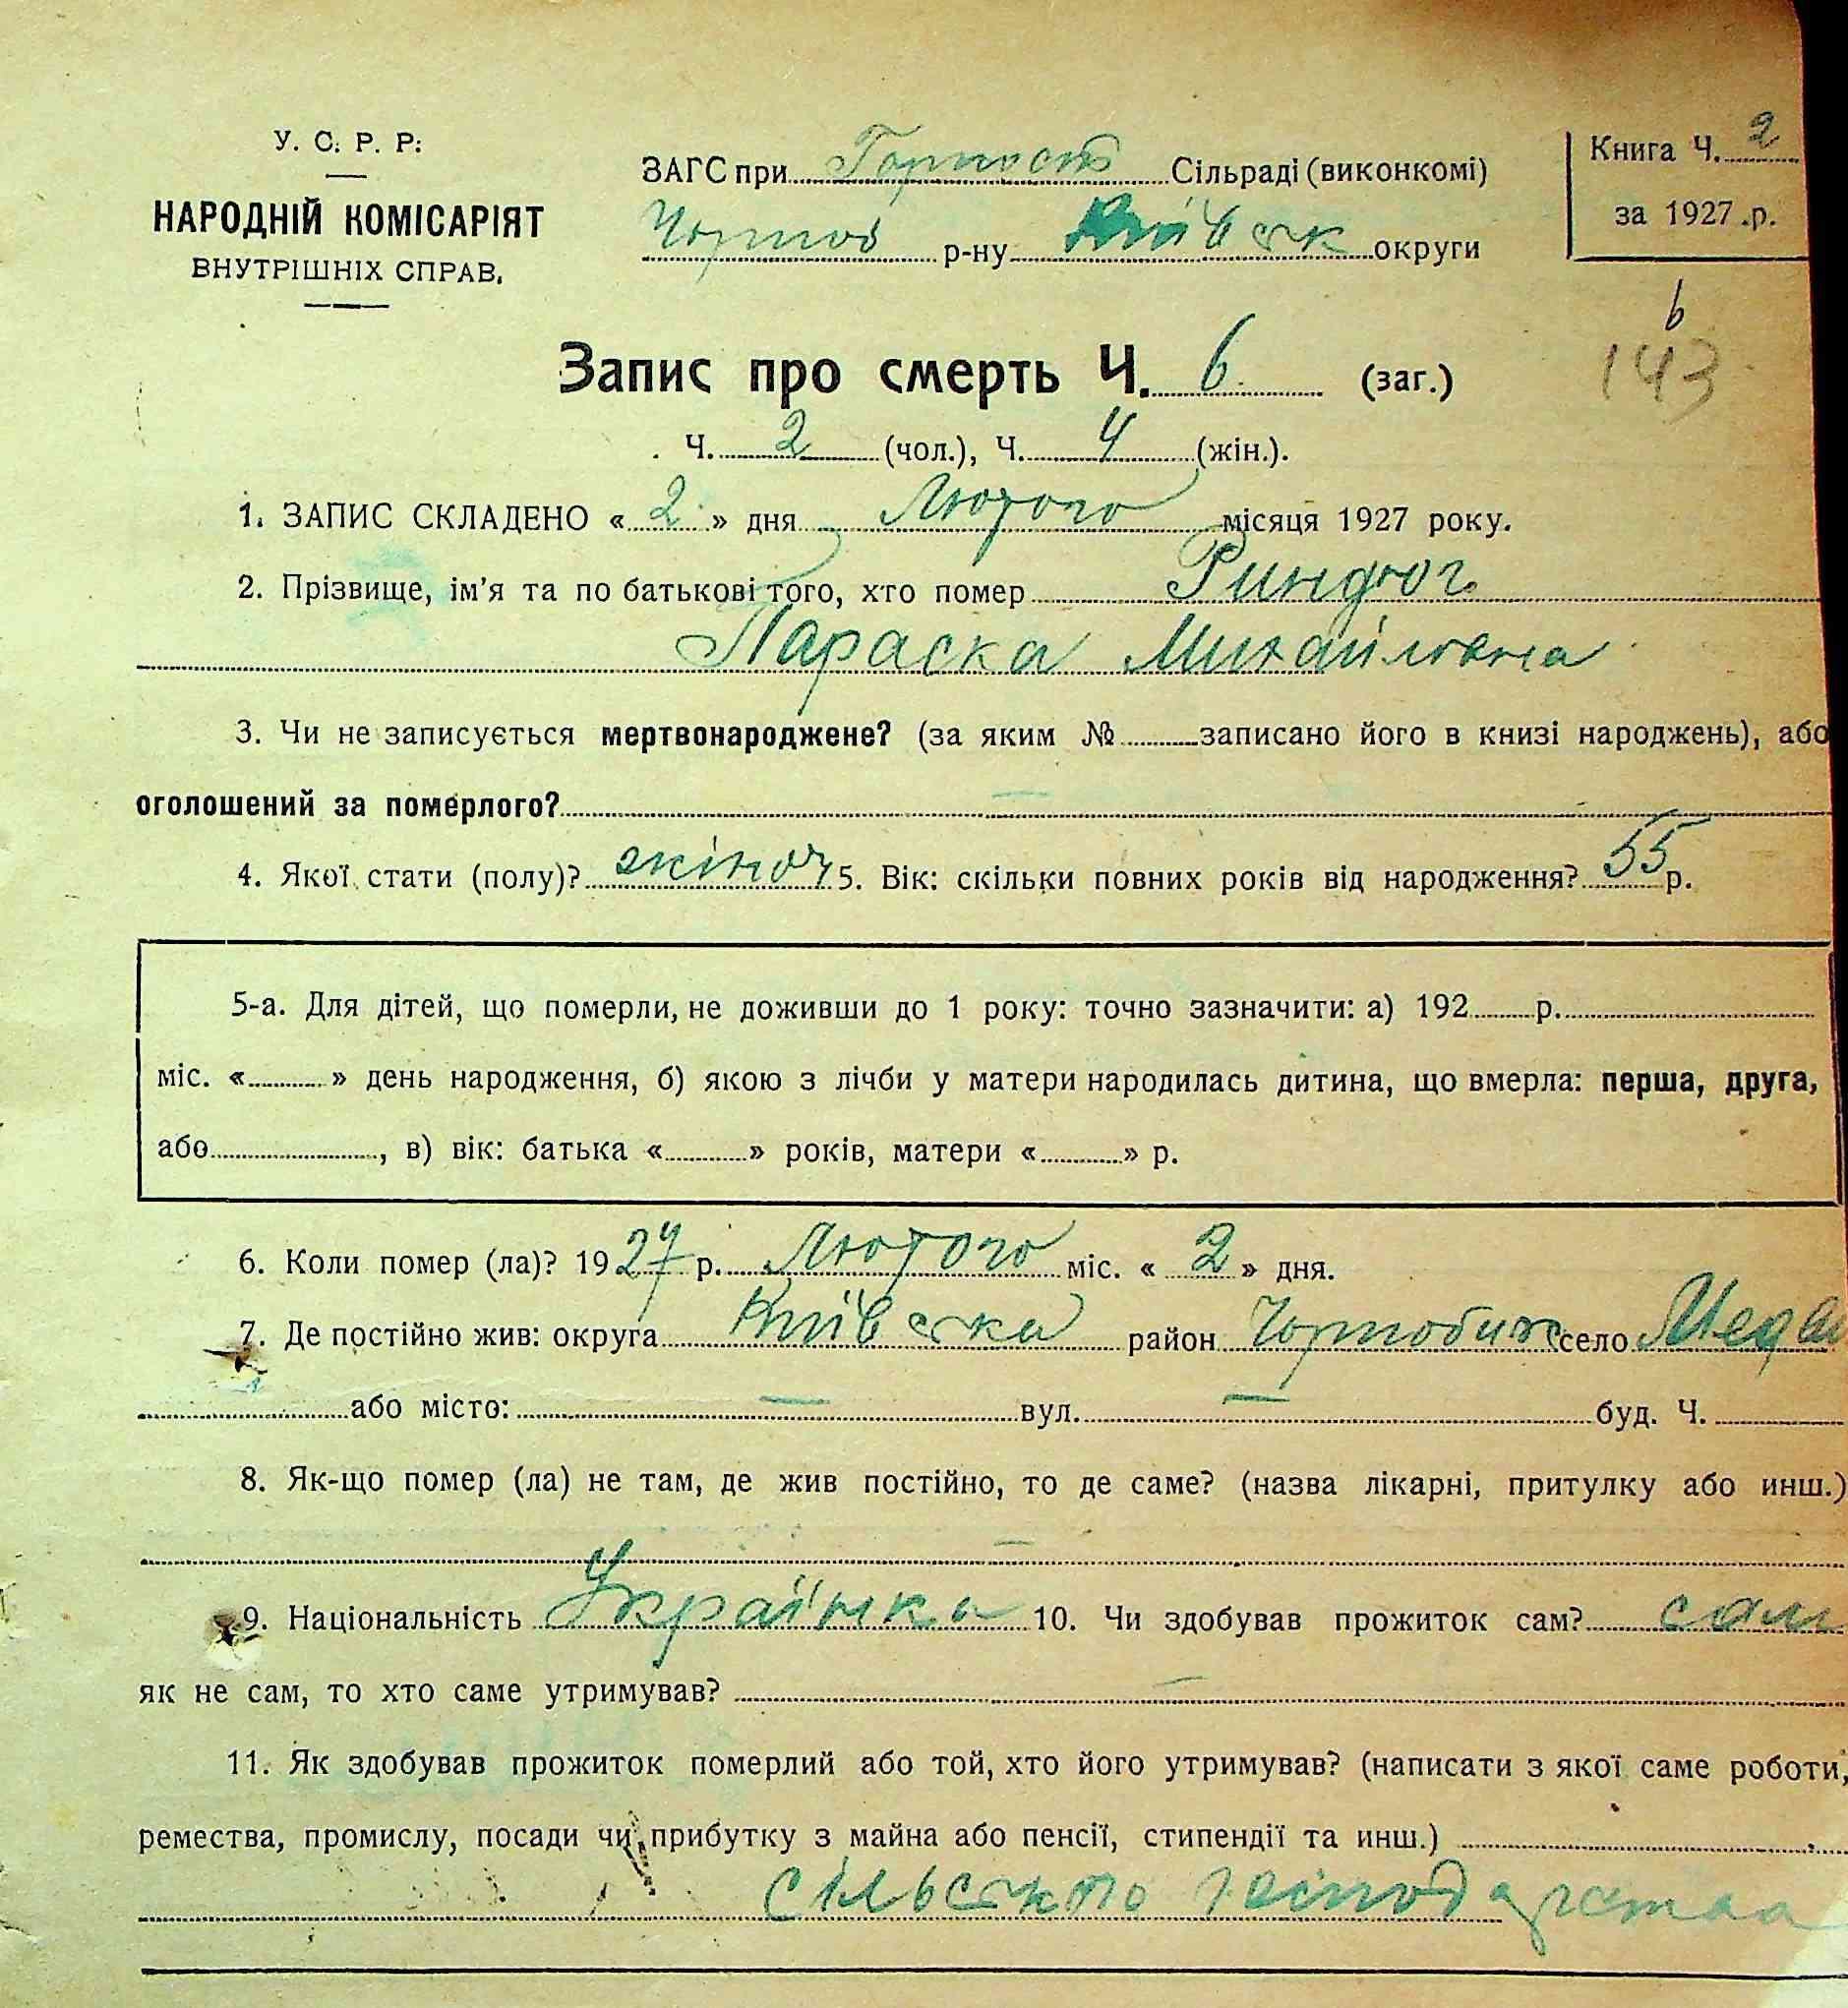 У. С. Р. Р.
НАРОДНІЙ КОМІСАРІЯТ
ВНУТРІШНІХ СПРАВ.
ЗАГС при Горност Сільраді (виконкомі)
Чорноб р-ну Київськ округи
Книга Ч. 2
за 1927 .р.
6
143
Запис про смерть Ч. 6 (заг.)
Ч. 2 (чол.), Ч. 4 (жін.).
1. ЗАПИС СКЛАДЕНО « 2 » дня Лютого місяця 1927 року.
2. Прізвище, ім'я та по батькові того, хто помер Риндюг
Параска Михайловна
3. Чи не записується мертвонароджене? (за яким № записано його в книзі народжень), або
оголошений за померлого? —
4. Якої стати (полу)? жіноч 5. Вік: скільки повних років від народження? 55 р.
5-а. Для дітей, що померли, не доживши до 1 року: точно зазначити: а) 192 р.
міс. « » день народження, б) якою з лічби у матери народилась дитина, що вмерла: перша, друга,
або , в) вік: батька « » років, матери « » р.
6. Коли помер (ла)? 1927 р. Лютого міс. « 2 » дня.
7. Де постійно жив: округа Київська район Чорнобил село
або місто: — вул. — буд. Ч.
8. Як-що помер (ла) не там, де жив постійно, то де саме? (назва лікарні, притулку або инш.)
—
9. Національність Українка 10. Чи здобував прожиток сам? сам
як не сам, то хто саме утримував? —
11. Як здобував прожиток померлий або той, хто його утримував? (написати з якої саме роботи,
ремества, промислу, посади чи прибутку з майна або пенсії, стипендії та инш.)
сільського